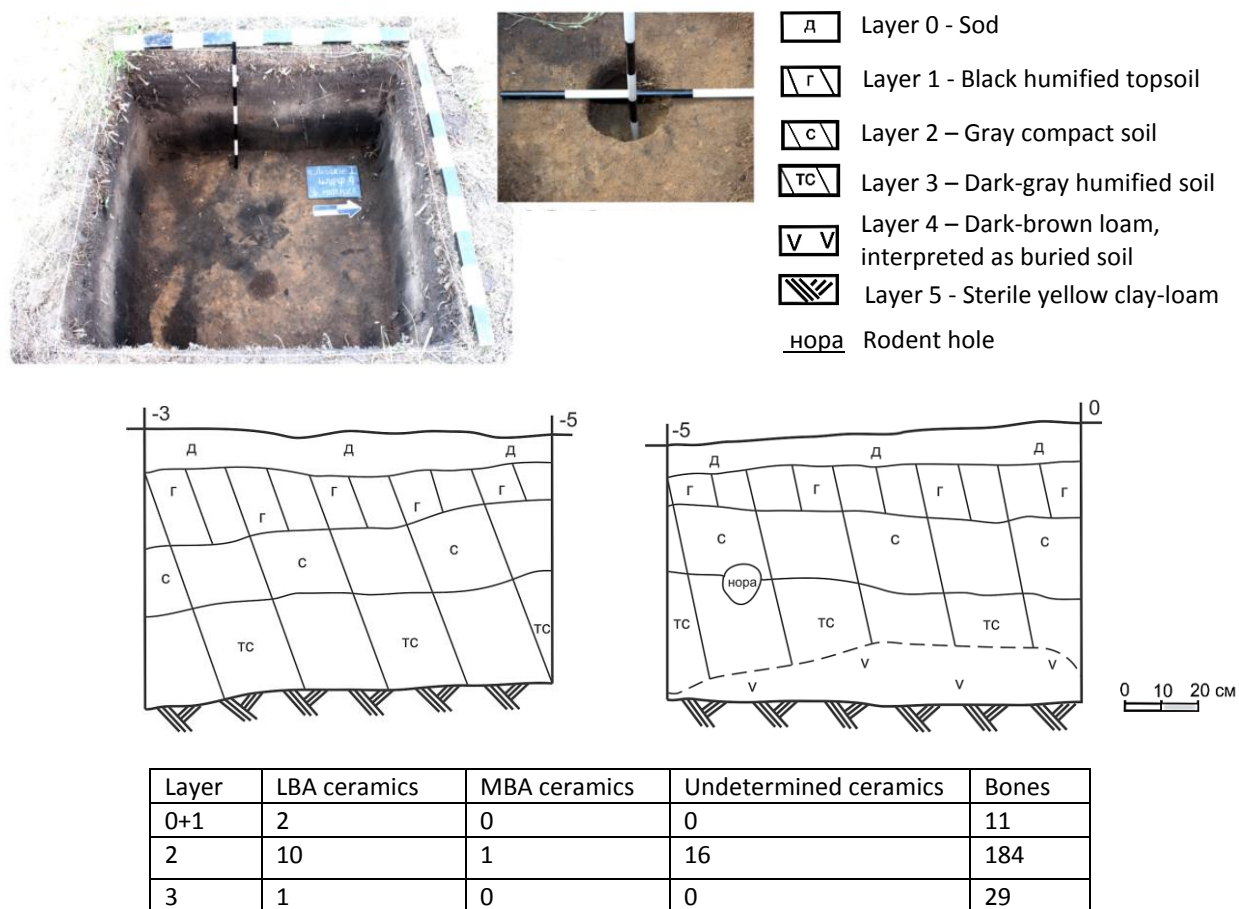 д Layer 0 - Sod
г Layer 1 - Black humified topsoil
с Layer 2 – Gray compact soil
тс Layer 3 – Dark-gray humified soil
V V Layer 4 – Dark-brown loam,
interpreted as buried soil
Layer 5 - Sterile yellow clay-loam
нора Rodent hole
-3
-5
д д д
г г г
г г
с с с
тс тс тс
-5
0
д д д
г г г г
с с с
нора
тс тс тс
v v v v
0 10 20 см
Layer LBA ceramics MBA ceramics Undetermined ceramics Bones
0+1 2 0 0 11
2 10 1 16 184
3 1 0 0 29